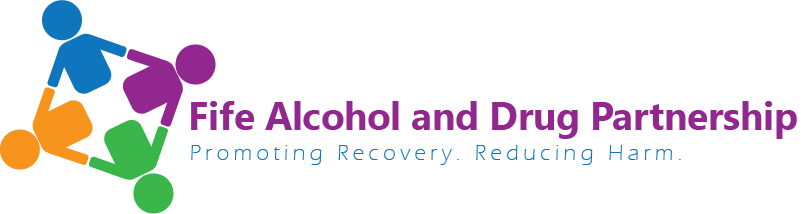 Fife Alcohol and Drug Partnership
Promoting Recovery. Reducing Harm.